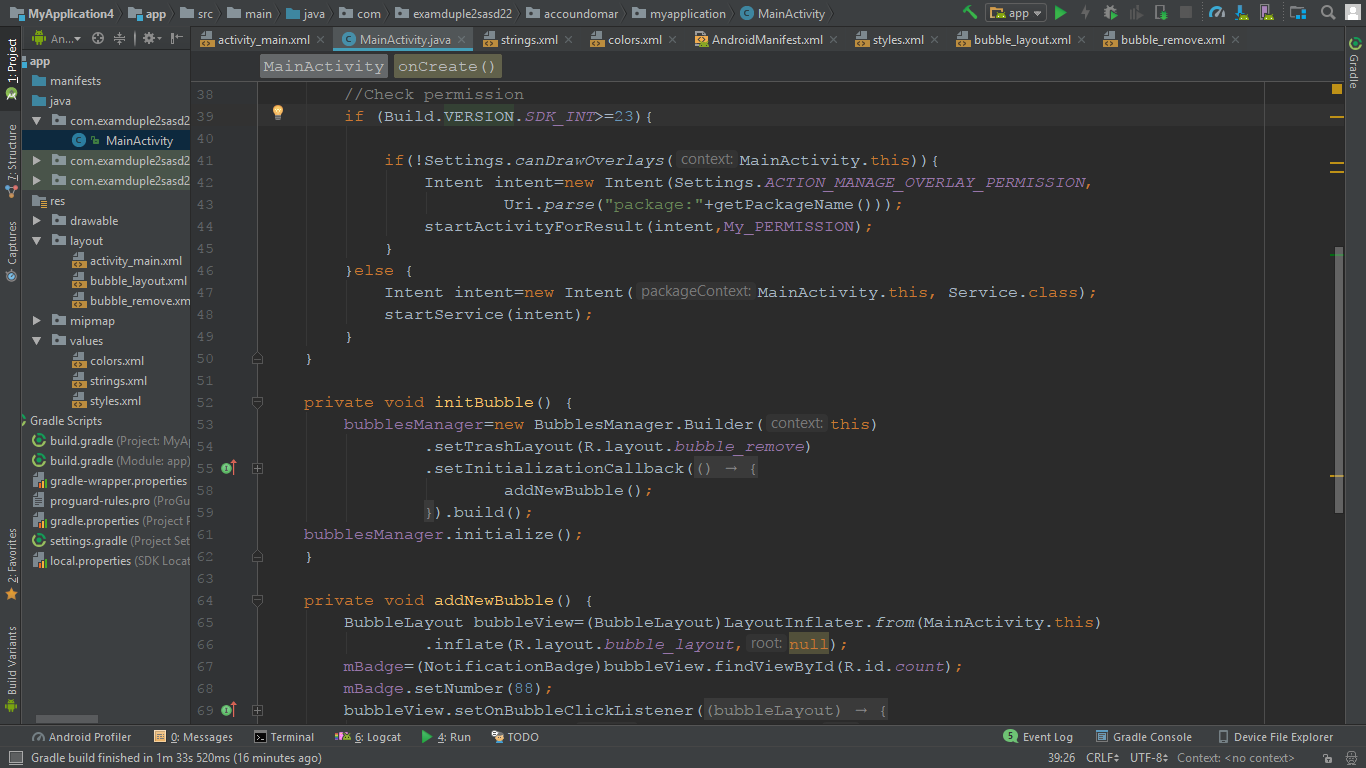 MyApplication4 app src main java com examduple2sasd22 accoundomar myapplication MainActivity app
An... activity_main.xml MainActivity.java strings.xml colors.xml AndroidManifest.xml styles.xml bubble_layout.xml bubble_remove.xml
1: Project
7: Structure
Captures
2: Favorites
Build Variants
Gradle
app
manifests
java
com.examduple2sasd2
MainActivity
com.examduple2sasd2
com.examduple2sasd2
res
drawable
layout
activity_main.xml
bubble_layout.xml
bubble_remove.xm
mipmap
values
colors.xml
strings.xml
styles.xml
Gradle Scripts
build.gradle (Project: MyAp
build.gradle (Module: app)
gradle-wrapper.properties
proguard-rules.pro (ProGu
gradle.properties (Project P
settings.gradle (Project Set
local.properties (SDK Locat
MainActivity onCreate()
38 //Check permission
39 if (Build.VERSION.SDK_INT>=23){
40
41 if(!Settings.canDrawOverlays( context: MainActivity.this)){
42 Intent intent=new Intent(Settings.ACTION_MANAGE_OVERLAY_PERMISSION,
43 Uri.parse("package:"+getPackageName()));
44 startActivityForResult(intent,My_PERMISSION);
45 }
46 }else {
47 Intent intent=new Intent( packageContext: MainActivity.this, Service.class);
48 startService(intent);
49 }
50 }
51
52 private void initBubble() {
53 bubblesManager=new BubblesManager.Builder( context: this)
54 .setTrashLayout(R.layout.bubble_remove)
55 .setInitializationCallback(() → {
58 addNewBubble();
59 }).build();
61 bubblesManager.initialize();
62 }
63
64 private void addNewBubble() {
65 BubbleLayout bubbleView=(BubbleLayout)LayoutInflater.from(MainActivity.this)
66 .inflate(R.layout.bubble_layout, root: null);
67 mBadge=(NotificationBadge)bubbleView.findViewById(R.id.count);
68 mBadge.setNumber(88);
69 bubbleView.setOnBubbleClickListener((bubbleLayout) → {
Android Profiler 0: Messages Terminal 6: Logcat 4: Run TODO 5 Event Log Gradle Console Device File Explorer
Gradle build finished in 1m 33s 520ms (16 minutes ago) 39:26 CRLF UTF-8 Context: <no context>